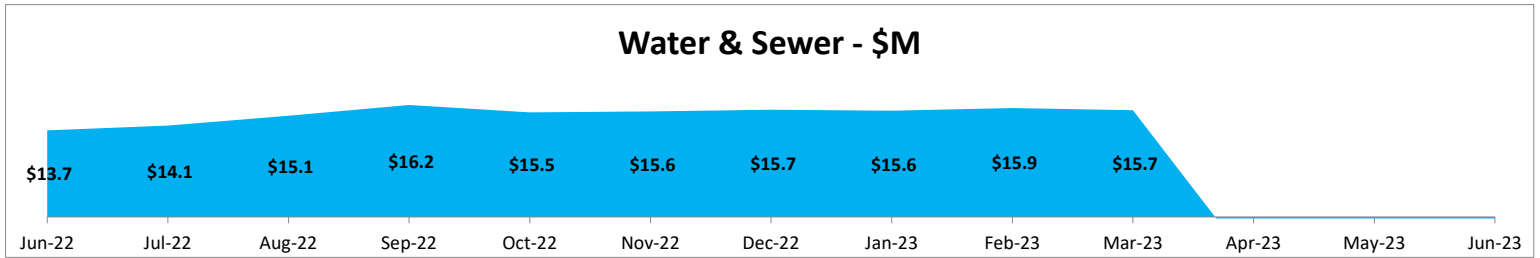 Water & Sewer - $M
$13.7 $14.1 $15.1 $16.2 $15.5 $15.6 $15.7 $15.6 $15.9 $15.7
Jun-22 Jul-22 Aug-22 Sep-22 Oct-22 Nov-22 Dec-22 Jan-23 Feb-23 Mar-23 Apr-23 May-23 Jun-23